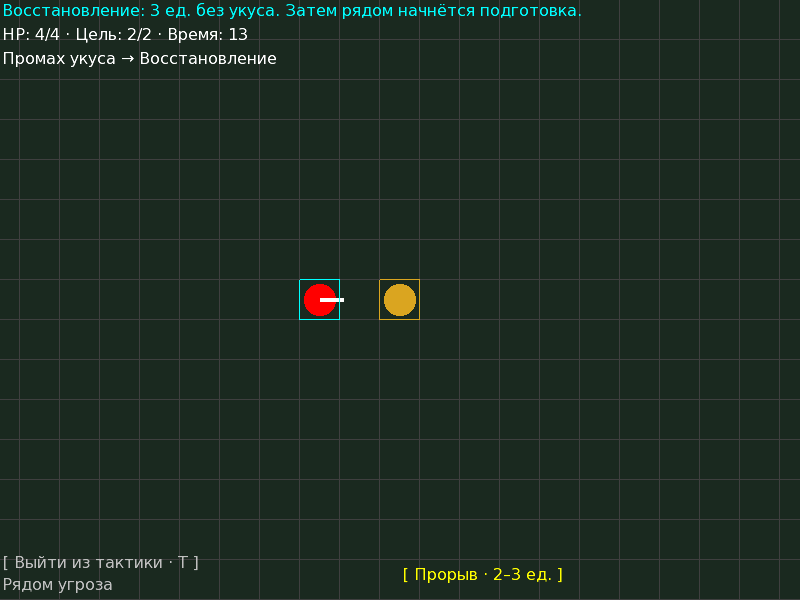 Восстановление: 3 ед. без укуса. Затем рядом начнётся подготовка.
HP: 4/4 · Цель: 2/2 · Время: 13
Промах укуса → Восстановление
[ Выйти из тактики · T ]
Рядом угроза
[ Прорыв · 2–3 ед. ]